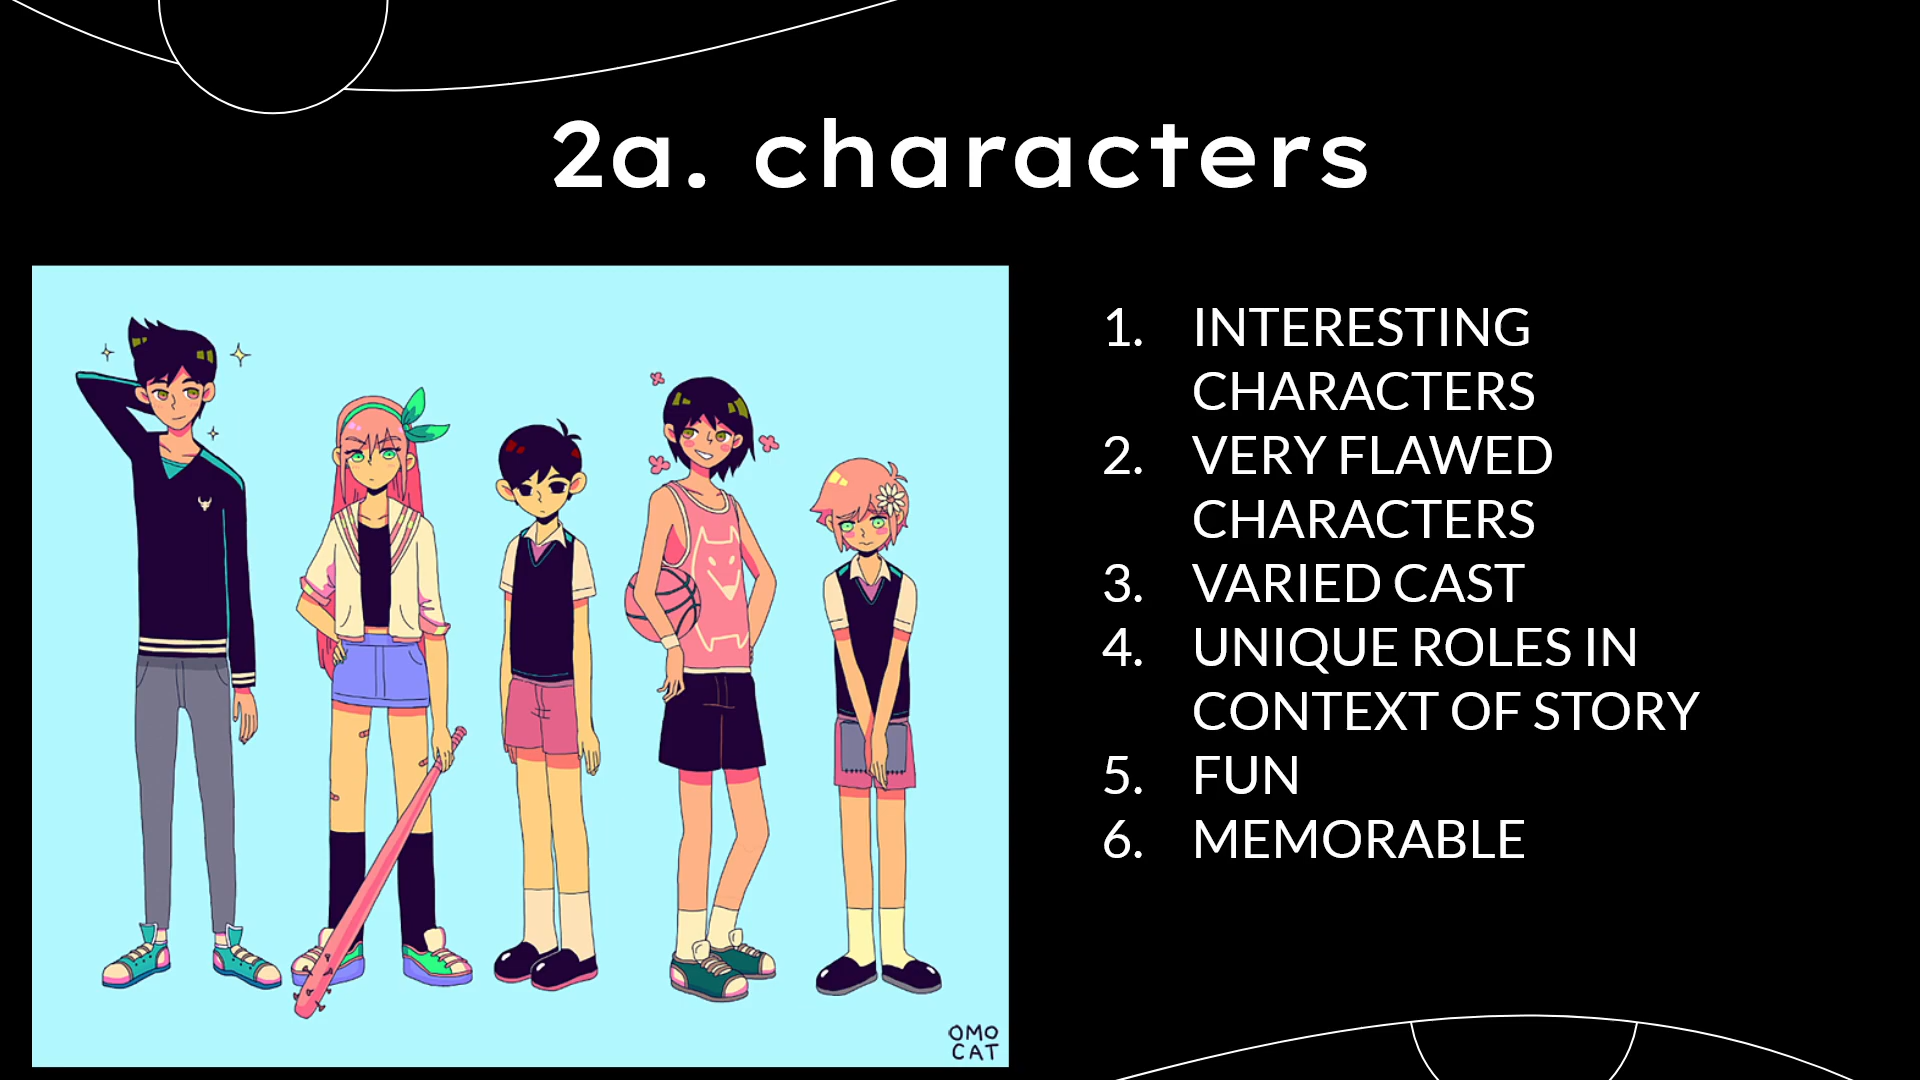 2a. characters
1. INTERESTING
CHARACTERS
2. VERY FLAWED
CHARACTERS
3. VARIED CAST
4. UNIQUE ROLES IN
CONTEXT OF STORY
5. FUN
6. MEMORABLE
OMO
CAT